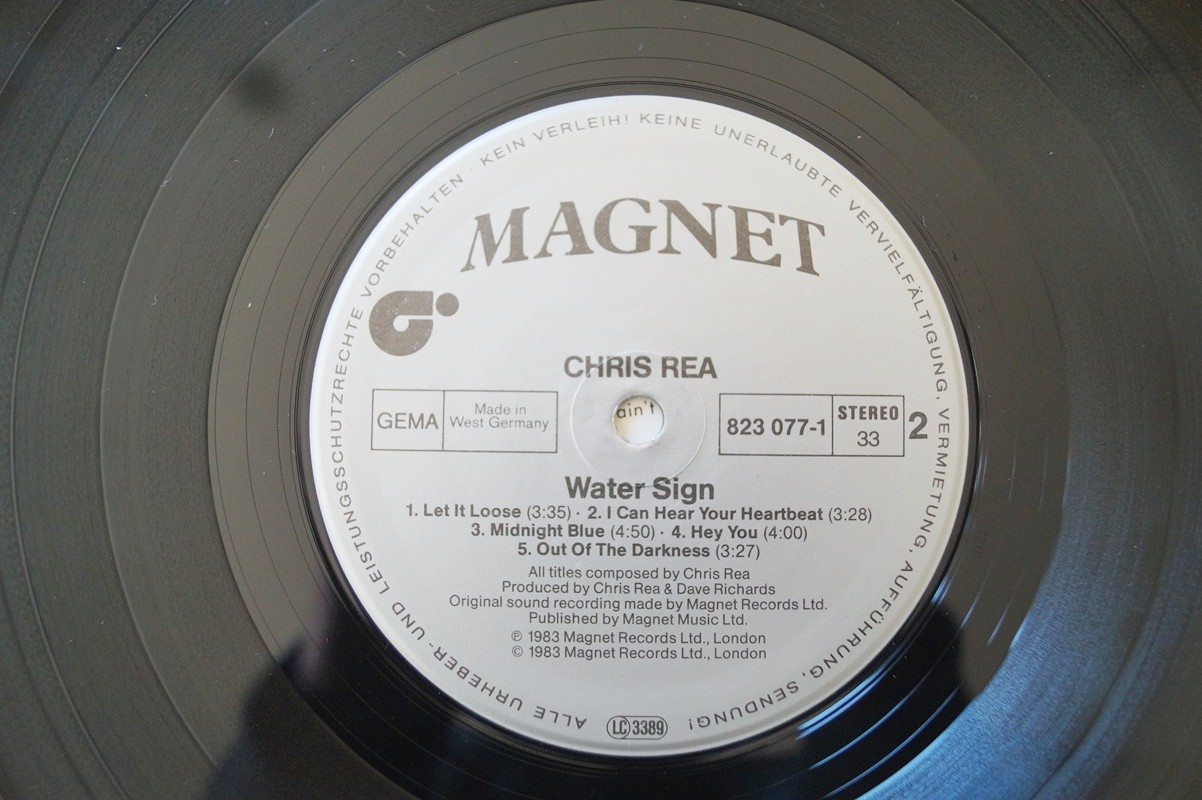 ALLE URHEBER- UND LEISTUNGSSCHUTZRECHTE VORBEHALTEN · KEIN VERLEIH! KEINE UNERLAUBTE VERVIELFÄLTIGUNG, VERMIETUNG, AUFFÜHRUNG, SENDUNG!
MAGNET
CHRIS REA
GEMA
Made in
West Germany
ain't
823 077-1
STEREO
33
2
Water Sign
1. Let It Loose (3:35) · 2. I Can Hear Your Heartbeat (3:28)
3. Midnight Blue (4:50) · 4. Hey You (4:00)
5. Out Of The Darkness (3:27)
All titles composed by Chris Rea
Produced by Chris Rea & Dave Richards
Original sound recording made by Magnet Records Ltd.
Published by Magnet Music Ltd.
℗ 1983 Magnet Records Ltd., London
© 1983 Magnet Records Ltd., London
LC 3389